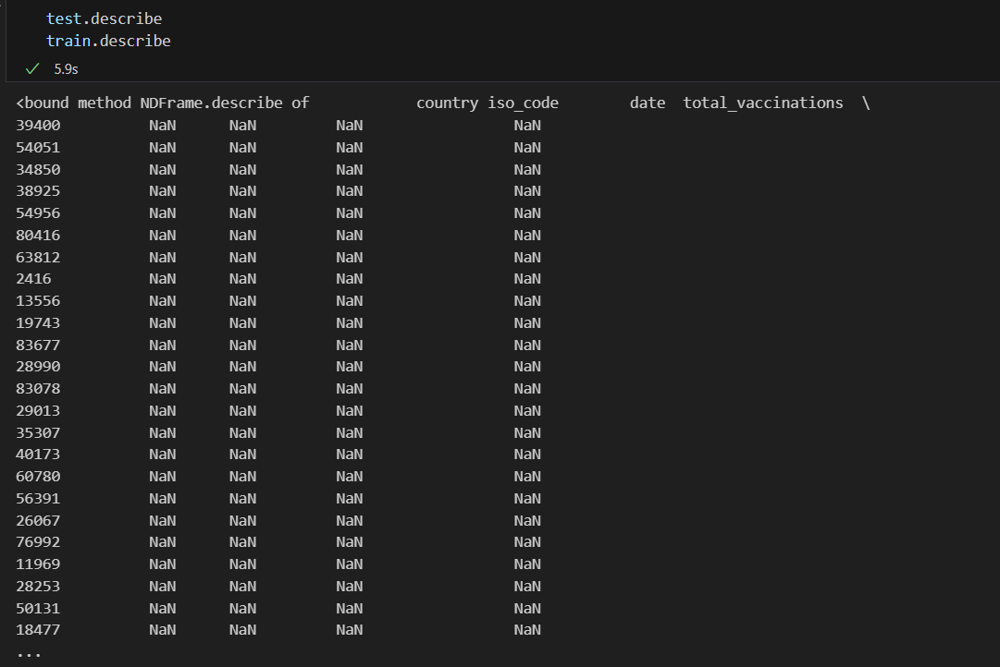 test.describe
train.describe
5.9s
<bound method NDFrame.describe of            country iso_code        date  total_vaccinations  \
39400          NaN      NaN         NaN                 NaN
54051          NaN      NaN         NaN                 NaN
34850          NaN      NaN         NaN                 NaN
38925          NaN      NaN         NaN                 NaN
54956          NaN      NaN         NaN                 NaN
80416          NaN      NaN         NaN                 NaN
63812          NaN      NaN         NaN                 NaN
2416           NaN      NaN         NaN                 NaN
13556          NaN      NaN         NaN                 NaN
19743          NaN      NaN         NaN                 NaN
83677          NaN      NaN         NaN                 NaN
28990          NaN      NaN         NaN                 NaN
83078          NaN      NaN         NaN                 NaN
29013          NaN      NaN         NaN                 NaN
35307          NaN      NaN         NaN                 NaN
40173          NaN      NaN         NaN                 NaN
60780          NaN      NaN         NaN                 NaN
56391          NaN      NaN         NaN                 NaN
26067          NaN      NaN         NaN                 NaN
76992          NaN      NaN         NaN                 NaN
11969          NaN      NaN         NaN                 NaN
28253          NaN      NaN         NaN                 NaN
50131          NaN      NaN         NaN                 NaN
18477          NaN      NaN         NaN                 NaN
...